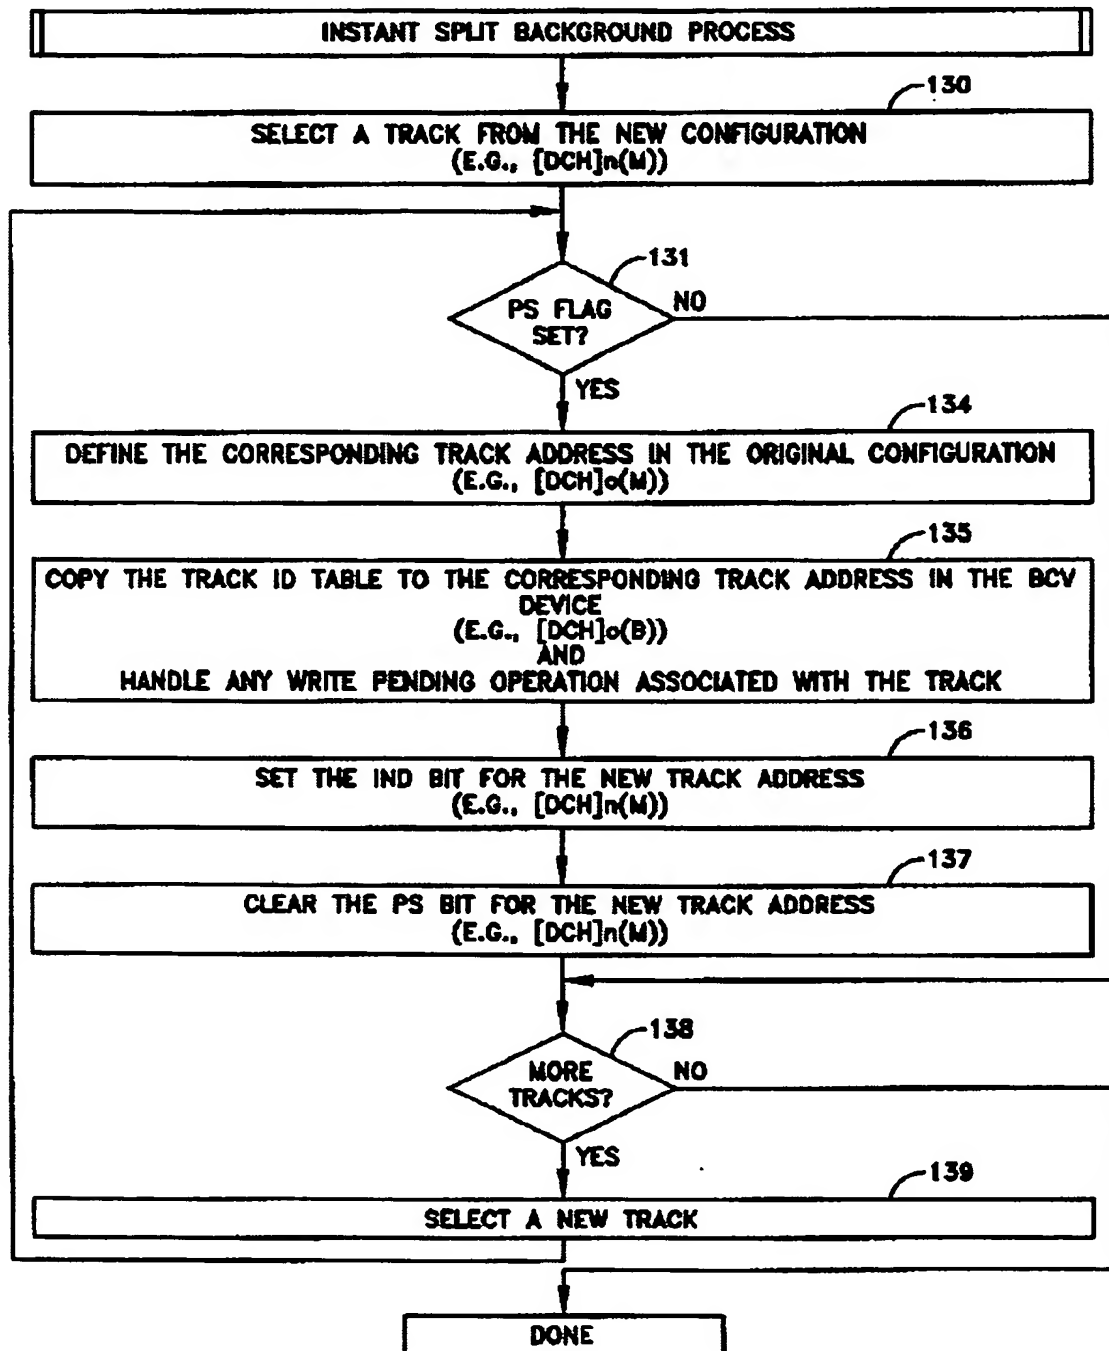 INSTANT SPLIT BACKGROUND PROCESS
130
SELECT A TRACK FROM THE NEW CONFIGURATION
(E.G., [DCH]n(M))
131
PS FLAG
SET?
NO
YES
134
DEFINE THE CORRESPONDING TRACK ADDRESS IN THE ORIGINAL CONFIGURATION
(E.G., [DCH]o(M))
135
COPY THE TRACK ID TABLE TO THE CORRESPONDING TRACK ADDRESS IN THE BCV
DEVICE
(E.G., [DCH]o(B))
AND
HANDLE ANY WRITE PENDING OPERATION ASSOCIATED WITH THE TRACK
136
SET THE IND BIT FOR THE NEW TRACK ADDRESS
(E.G., [DCH]n(M))
137
CLEAR THE PS BIT FOR THE NEW TRACK ADDRESS
(E.G., [DCH]n(M))
138
MORE
TRACKS?
NO
YES
139
SELECT A NEW TRACK
DONE